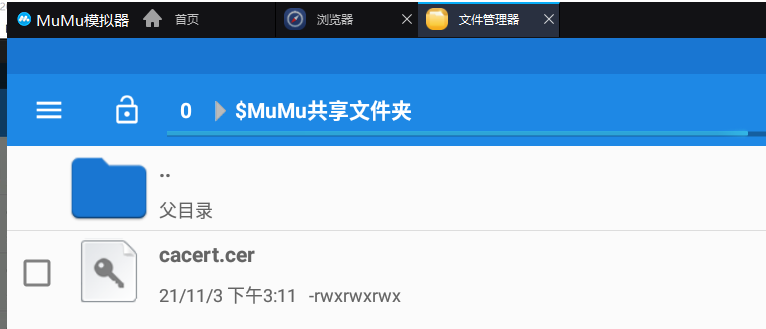 MuMu模拟器 首页 浏览器 文件管理器
0 $MuMu共享文件夹
..
父目录
cacert.cer
21/11/3 下午3:11 -rwxrwxrwx